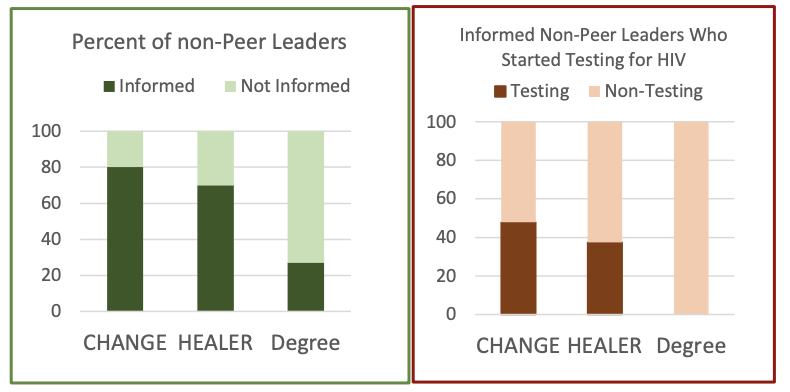 Percent of non-Peer Leaders
Informed Not Informed
100
80
60
40
20
0
CHANGE HEALER Degree
Informed Non-Peer Leaders Who
Started Testing for HIV
Testing Non-Testing
100
80
60
40
20
0
CHANGE HEALER Degree